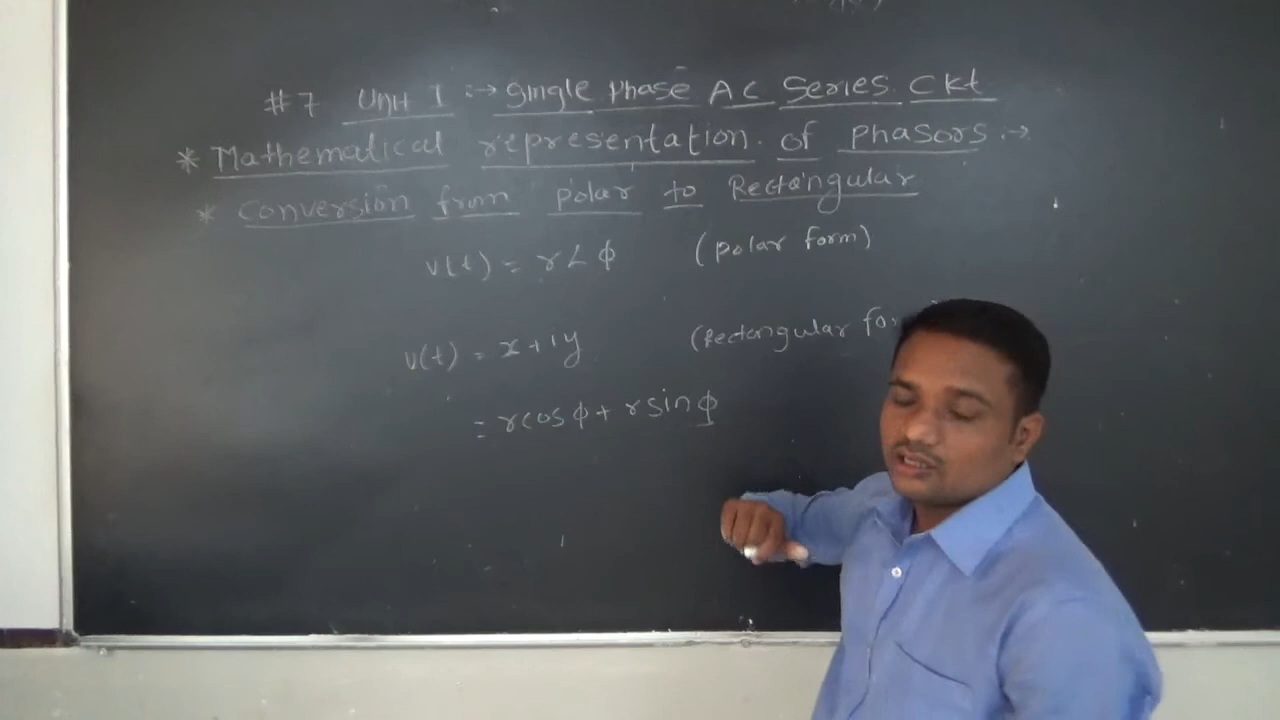 #7 Unit I :→ Single Phase AC Series Ckt
* Mathematical representation of Phasors :→
* Conversion from Polar to Rectangular
v(t) = r∠ϕ (polar form)
v(t) = x+iy (Rectangular fo
= rcosϕ + rsinϕ